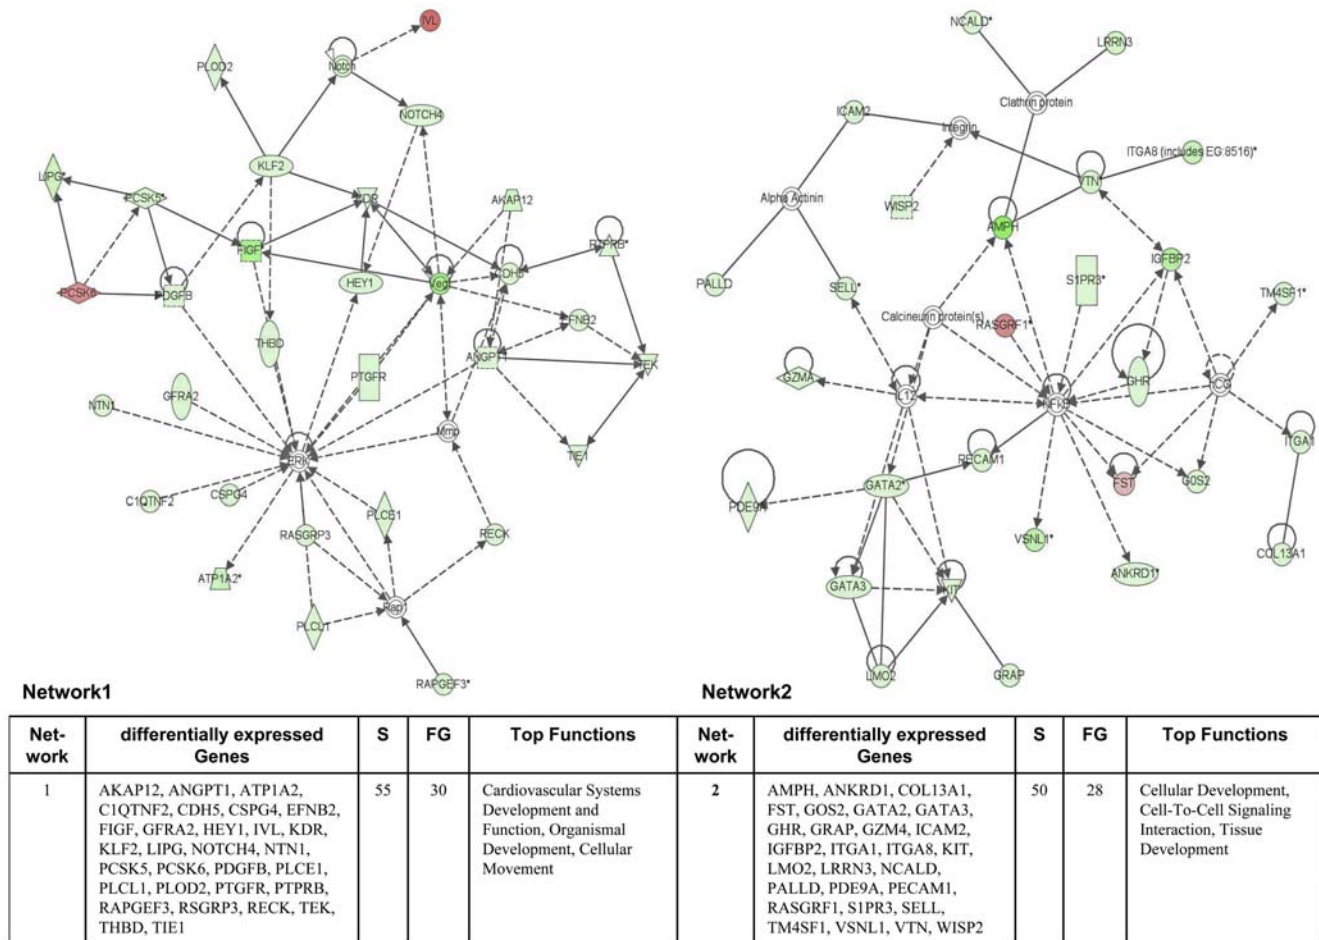 IVL
PLOD2
Notch
NOTCH4
KLF2
LIPG*
PCSK5*
KDR
AKAP12
FIGF
RTPRB*
PCSK6
PDGFB
HEY1
Vegf
CDH5
EFNB2
THBD
PTGFR
ANGPT1
TEK
NTN1
GFRA2
Mmp
TIE1
ERK
C1QTNF2
CSPG4
PLCE1
RASGRP3
RECK
ATP1A2*
Rap1
PLCL1
RAPGEF3*
Network1
NCALD*
LRRN3
Clathrin protein
ICAM2
Integrin
ITGA8 (includes EG:8516)*
Alpha Actinin
VTN
WISP2
AMPH
IGFBP2
S1PR3*
PALLD
SELL*
TM4SF1*
Calcineurin protein(s)
RASGRF1*
GZMA
GHR
IL12
NFkB
CG
ITGA1
PECAM1
GATA2*
FST
G0S2
PDE9A
VSNL1*
COL13A1
GATA3
KIT
ANKRD1*
LMO2
GRAP
Network2
Net-work differentially expressed Genes S FG Top Functions Net-work differentially expressed Genes S FG Top Functions
1 AKAP12, ANGPT1, ATP1A2, 55 30 Cardiovascular Systems 2 AMPH, ANKRD1, COL13A1, 50 28 Cellular Development,
C1QTNF2, CDH5, CSPG4, EFNB2, Development and FST, GOS2, GATA2, GATA3, Cell-To-Cell Signaling
FIGF, GFRA2, HEY1, IVL, KDR, Function, Organismal GHR, GRAP, GZM4, ICAM2, Interaction, Tissue
KLF2, LIPG, NOTCH4, NTN1, Development, Cellular IGFBP2, ITGA1, ITGA8, KIT, Development
PCSK5, PCSK6, PDGFB, PLCE1, Movement LMO2, LRRN3, NCALD,
PLCL1, PLOD2, PTGFR, PTPRB, PALLD, PDE9A, PECAM1,
RAPGEF3, RSGRP3, RECK, TEK, RASGRF1, S1PR3, SELL,
THBD, TIE1 TM4SF1, VSNL1, VTN, WISP2